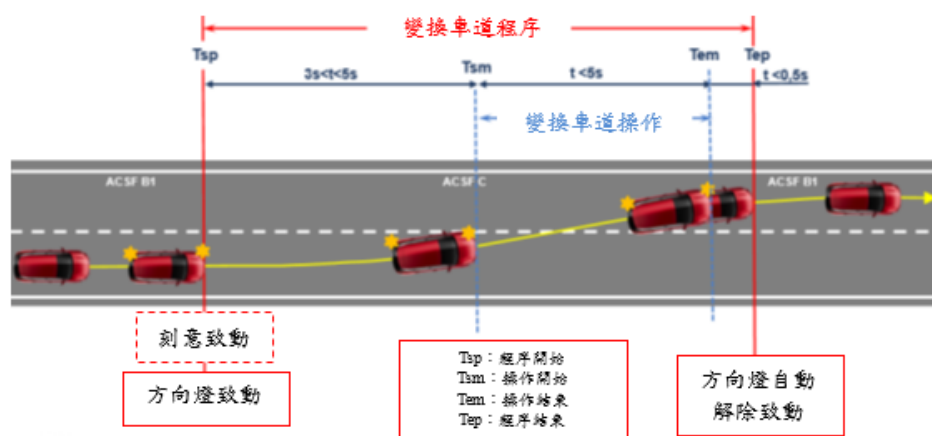 變換車道程序
Tsp
Tsm
Tem
Tep
3s<t<5s
t <5s
t <0,5s
變換車道操作
ACSF B1
ACSF C
ACSF B1
刻意致動
方向燈致動
Tsp：程序開始
Tsm：操作開始
Tem：操作結束
Tep：程序結束
方向燈自動
解除致動